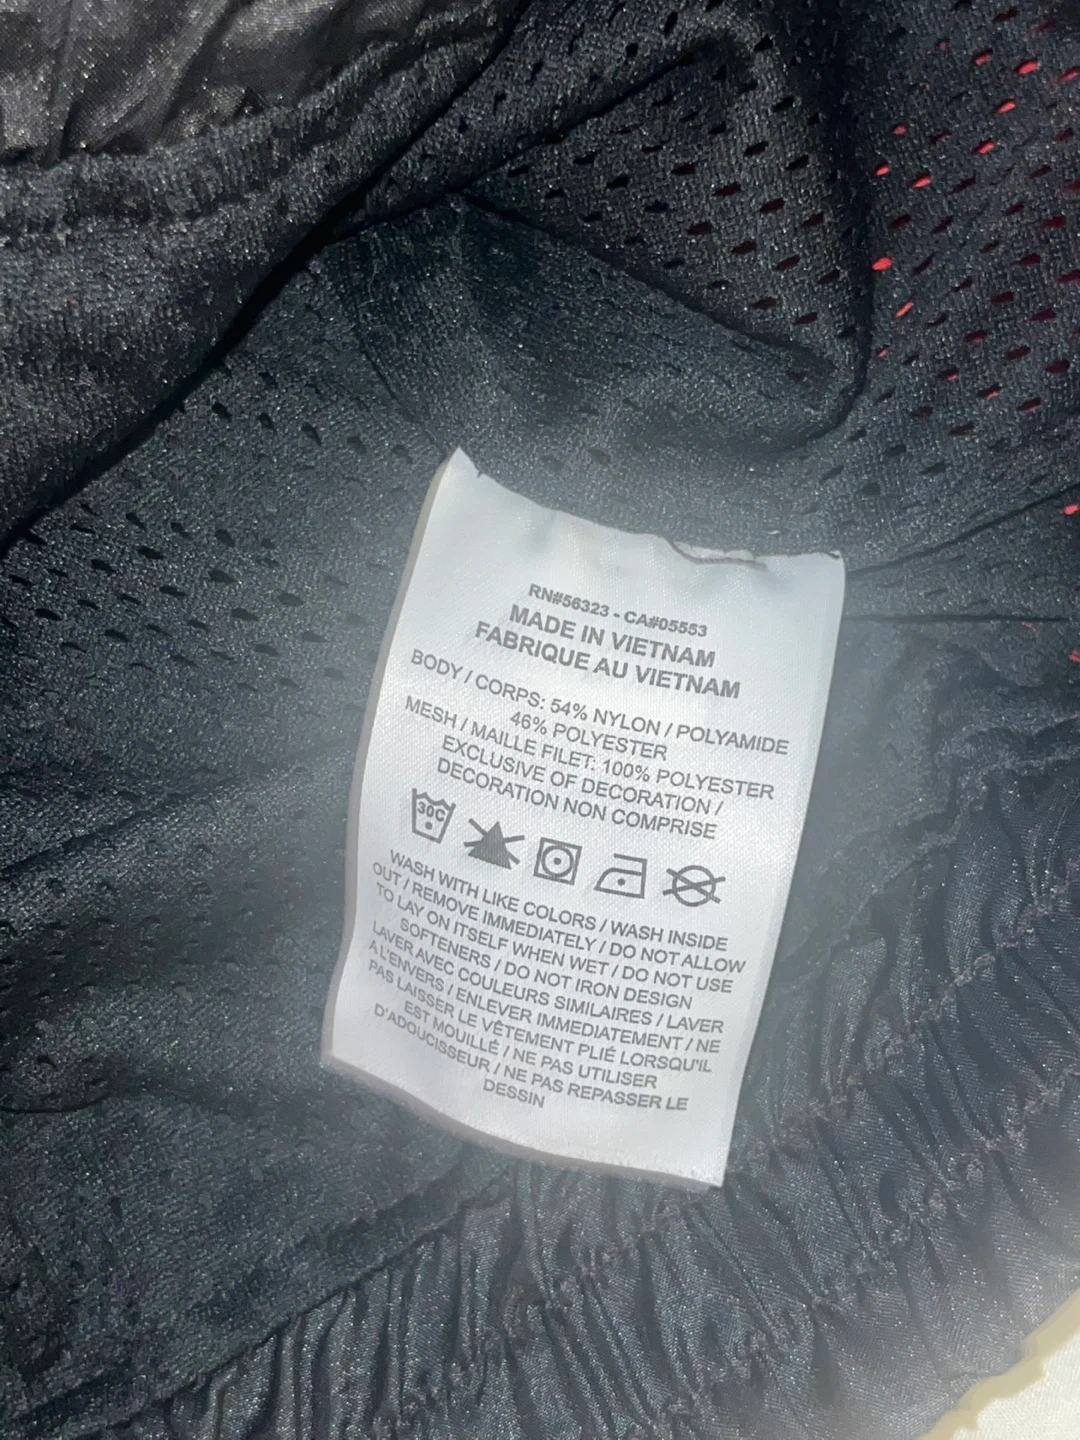 RN#56323 - CA#05553
MADE IN VIETNAM
FABRIQUE AU VIETNAM
BODY / CORPS: 54% NYLON / POLYAMIDE
46% POLYESTER
MESH / MAILLE FILET: 100% POLYESTER
EXCLUSIVE OF DECORATION /
DECORATION NON COMPRISE
30C
WASH WITH LIKE COLORS / WASH INSIDE
OUT / REMOVE IMMEDIATELY / DO NOT ALLOW
TO LAY ON ITSELF WHEN WET / DO NOT USE
SOFTENERS / DO NOT IRON DESIGN
LAVER AVEC COULEURS SIMILAIRES / LAVER
A L'ENVERS / ENLEVER IMMEDIATEMENT / NE
PAS LAISSER LE VÊTEMENT PLIÉ LORSQU'IL
EST MOUILLÉ / NE PAS UTILISER
D'ADOUCISSEUR / NE PAS REPASSER LE
DESSIN